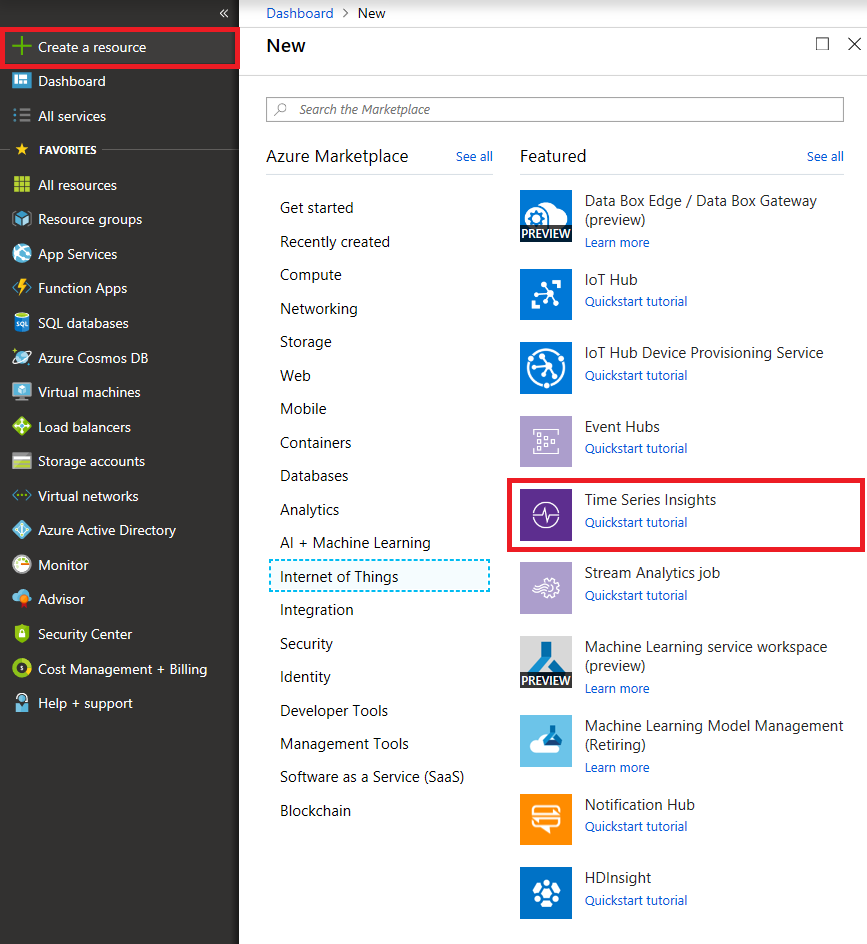 «
Create a resource
Dashboard
All services
FAVORITES
All resources
Resource groups
App Services
Function Apps
SQL databases
Azure Cosmos DB
Virtual machines
Load balancers
Storage accounts
Virtual networks
Azure Active Directory
Monitor
Advisor
Security Center
Cost Management + Billing
Help + support
Dashboard > New
New
Search the Marketplace
Azure Marketplace See all
Get started
Recently created
Compute
Networking
Storage
Web
Mobile
Containers
Databases
Analytics
AI + Machine Learning
Internet of Things
Integration
Security
Identity
Developer Tools
Management Tools
Software as a Service (SaaS)
Blockchain
Featured See all
PREVIEW
Data Box Edge / Data Box Gateway
(preview)
Learn more
IoT Hub
Quickstart tutorial
IoT Hub Device Provisioning Service
Quickstart tutorial
Event Hubs
Quickstart tutorial
Time Series Insights
Quickstart tutorial
Stream Analytics job
Quickstart tutorial
PREVIEW
Machine Learning service workspace
(preview)
Learn more
Machine Learning Model Management
(Retiring)
Learn more
Notification Hub
Quickstart tutorial
HDInsight
Quickstart tutorial
SQL